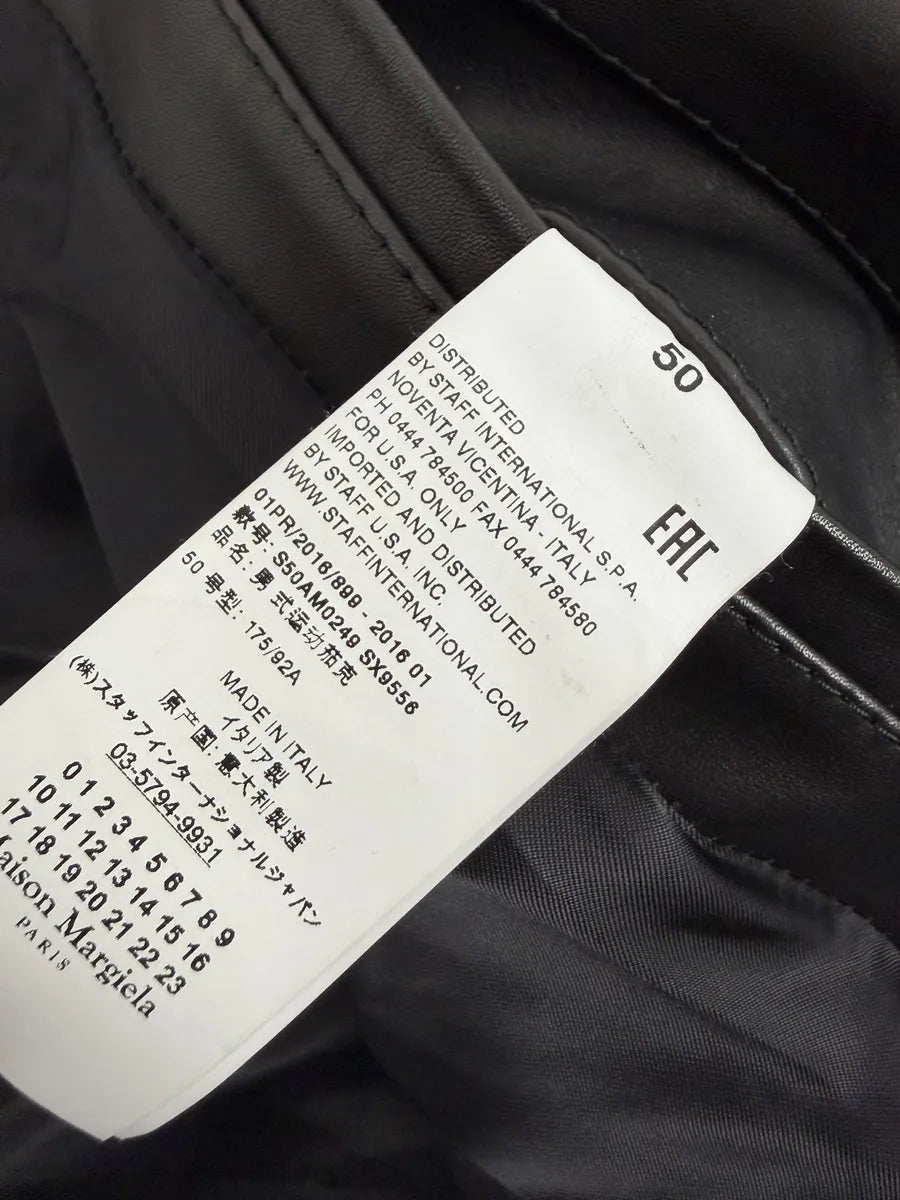 50
EAC
DISTRIBUTED
BY STAFF INTERNATIONAL S.P.A.
NOVENTA VICENTINA - ITALY
PH 0444 784500 FAX 0444 784580
FOR U.S.A. ONLY
IMPORTED AND DISTRIBUTED
BY STAFF U.S.A. INC.
WWW.STAFFINTERNATIONAL.COM
01PR/2016/899 - 2016 01
款号: S50AM0249 SX9556
品名: 男式运动茄克
50 号型: 175/92A
MADE IN ITALY
イタリア製
原产国: 意大利製造
(株)スタッフインターナショナルジャパン
03-5794-9931
0 1 2 3 4 5 6 7 8 9
10 11 12 13 14 15 16
17 18 19 20 21 22 23
aison Margiela
PARIS